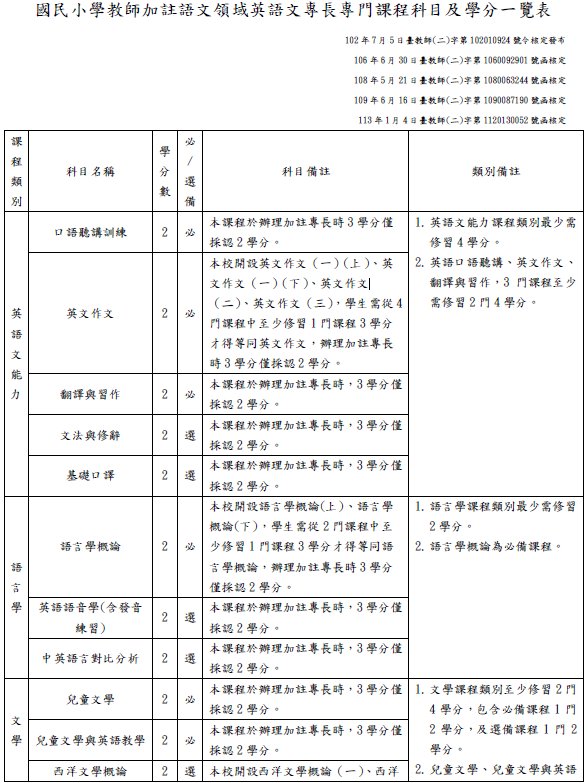 國民小學教師加註語文領域英語文專長專門課程科目及學分一覽表
102 年 7 月 5 日臺教師(二)字第 102010924 號令核定發布
106 年 6 月 30 日臺教師(二)字第 1060092901 號函核定
108 年 5 月 21 日臺教師(二)字第 1080063244 號函核定
109 年 6 月 16 日臺教師(二)字第 1090087190 號函核定
113 年 1 月 4 日臺教師(二)字第 1120130052 號函核定
課程類別
科目名稱
學分數
必/選備
科目備註
類別備註
英語文能力
口語聽講訓練
2
必
本課程於辦理加註專長時 3 學分僅
採認 2 學分。
1. 英語文能力課程類別最少需
修習 4 學分。
2. 英語口語聽講、英文作文、
翻譯與習作,3 門課程至少
需修習 2 門 4 學分。
英文作文
2
必
本校開設英文作文(一)(上)、英
文作文(一)(下)、英文作文
(二)、英文作文(三),學生需從 4
門課程中至少修習 1 門課程 3 學分
才得等同英文作文,辦理加註專長
時 3 學分僅採認 2 學分。
翻譯與習作
2
必
本課程於辦理加註專長時,3 學分僅
採認 2 學分。
文法與修辭
2
選
本課程於辦理加註專長時,3 學分僅
採認 2 學分。
基礎口譯
2
選
本課程於辦理加註專長時,3 學分僅
採認 2 學分。
語言學
語言學概論
2
必
本校開設語言學概論(上)、語言學
概論(下),學生需從 2 門課程中至
少修習 1 門課程 3 學分才得等同語
言學概論,辦理加註專長時 3 學分
僅採認 2 學分。
1. 語言學課程類別最少需修習
2 學分。
2. 語言學概論為必備課程。
英語語音學(含發音
練習)
2
選
本課程於辦理加註專長時,3 學分僅
採認 2 學分。
中英語言對比分析
2
選
本課程於辦理加註專長時,3 學分僅
採認 2 學分。
文學
兒童文學
2
必
本課程於辦理加註專長時,3 學分僅
採認 2 學分。
1. 文學課程類別至少修習 2 門
4 學分,包含必備課程 1 門
2 學分,及選備課程 1 門 2
學分。
2. 兒童文學、兒童文學與英語
兒童文學與英語教學
2
必
本課程於辦理加註專長時,3 學分僅
採認 2 學分。
西洋文學概論
2
選
本校開設西洋文學概論(一)、西洋